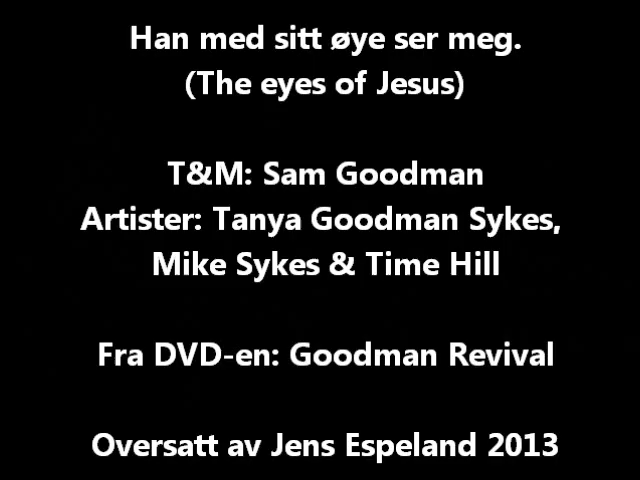 Han med sitt øye ser meg.
(The eyes of Jesus)
T&M: Sam Goodman
Artister: Tanya Goodman Sykes,
Mike Sykes & Time Hill
Fra DVD-en: Goodman Revival
Oversatt av Jens Espeland 2013